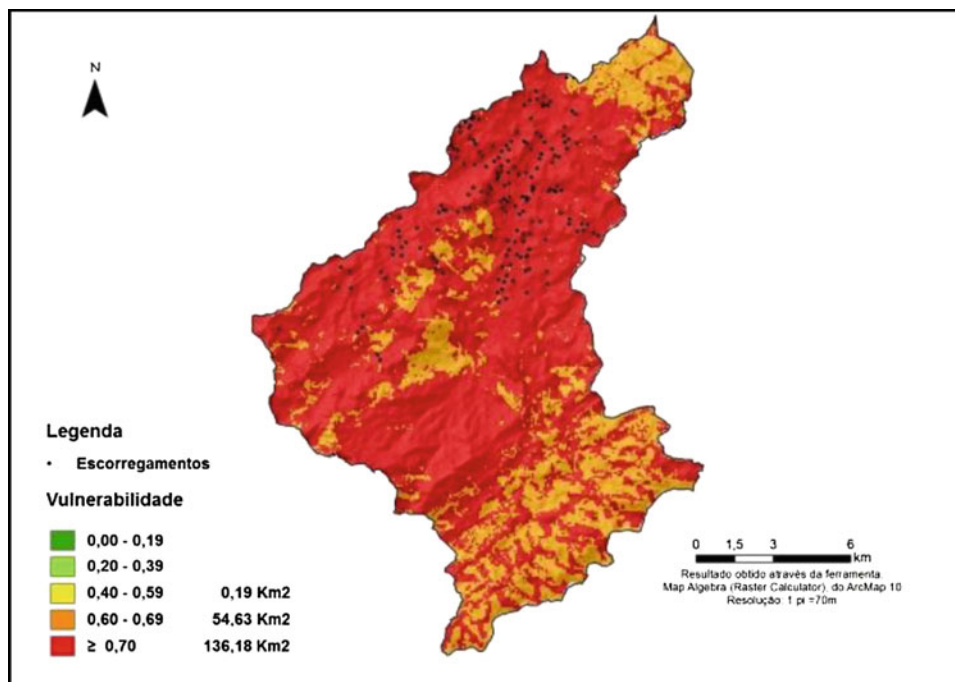 N
Legenda
Escorregamentos
Vulnerabilidade
0,00 - 0,19
0,20 - 0,39
0,40 - 0,59 0,19 Km2
0,60 - 0,69 54,63 Km2
≥ 0,70 136,18 Km2
0 1,5 3 6
km
Resultado obtido através da ferramenta
Map Algebra (Raster Calculator), do ArcMap 10
Resolução: 1 pi =70m